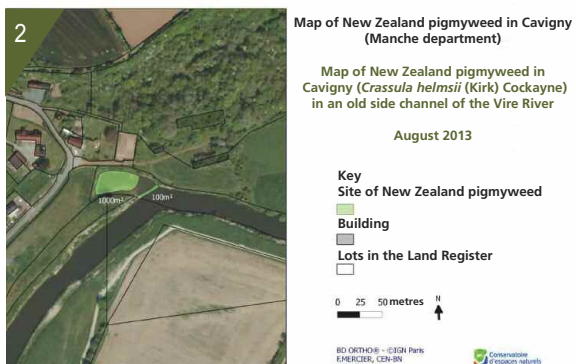 2
1000m²
100m²
Map of New Zealand pigmyweed in Cavigny
(Manche department)
Map of New Zealand pigmyweed in
Cavigny (Crassula helmsii (Kirk) Cockayne)
in an old side channel of the Vire River
August 2013
Key
Site of New Zealand pigmyweed
Building
Lots in the Land Register
0 25 50 metres N
BD ORTHO® - ©IGN Paris
F.MERCIER, CEN-BN
Conservatoire
d'espaces naturels